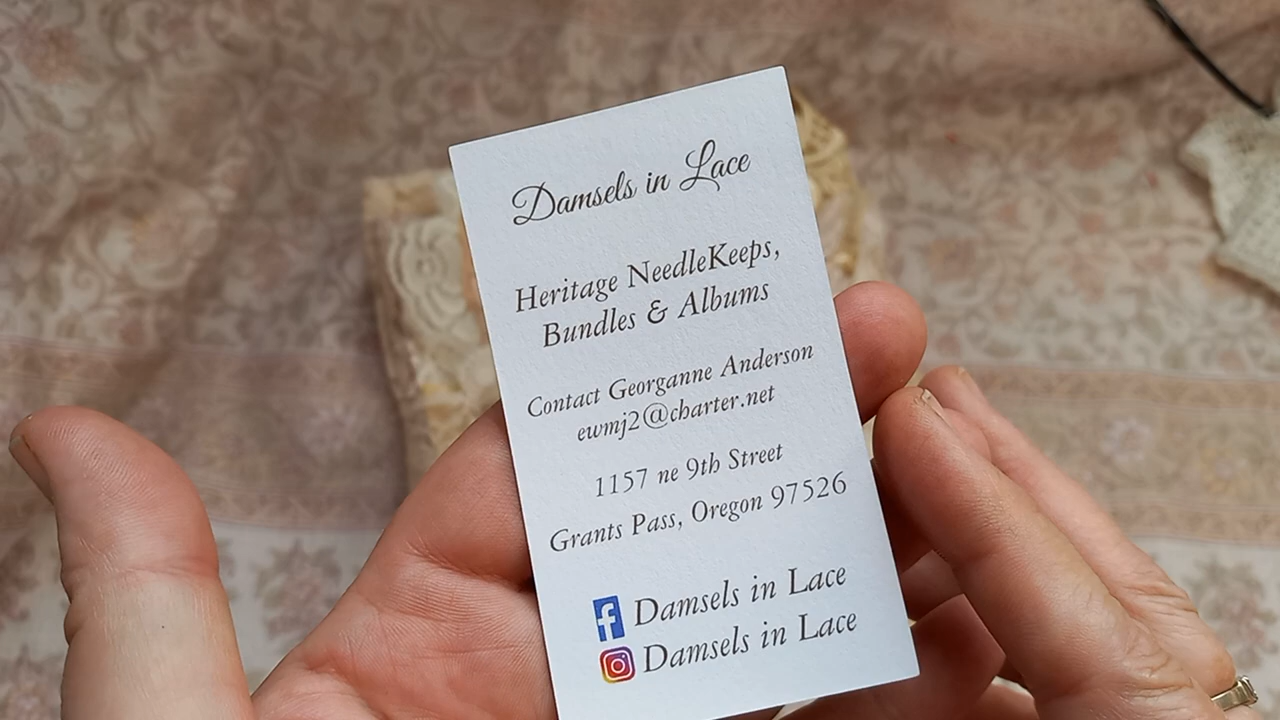 Damsels in Lace
Heritage NeedleKeeps,
Bundles & Albums
Contact Georganne Anderson
ewmj2@charter.net
1157 ne 9th Street
Grants Pass, Oregon 97526
Damsels in Lace
Damsels in Lace